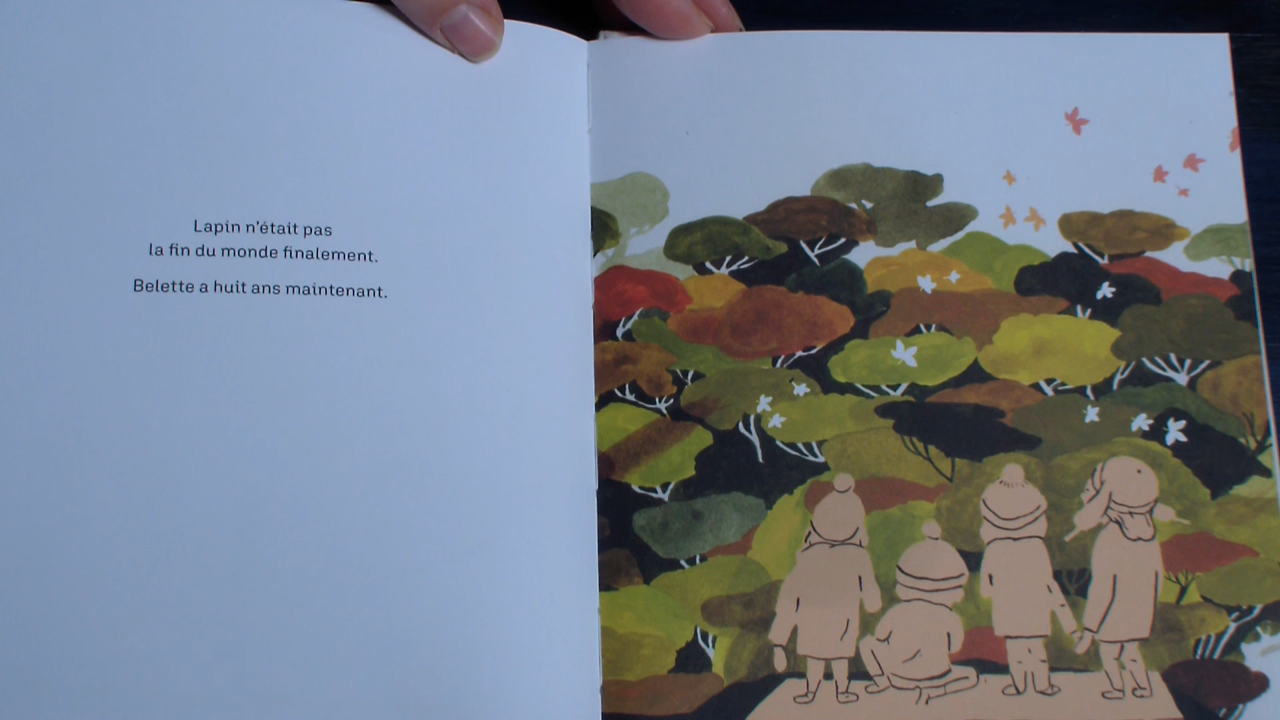 Lapin n'était pas
la fin du monde finalement.
Belette a huit ans maintenant.